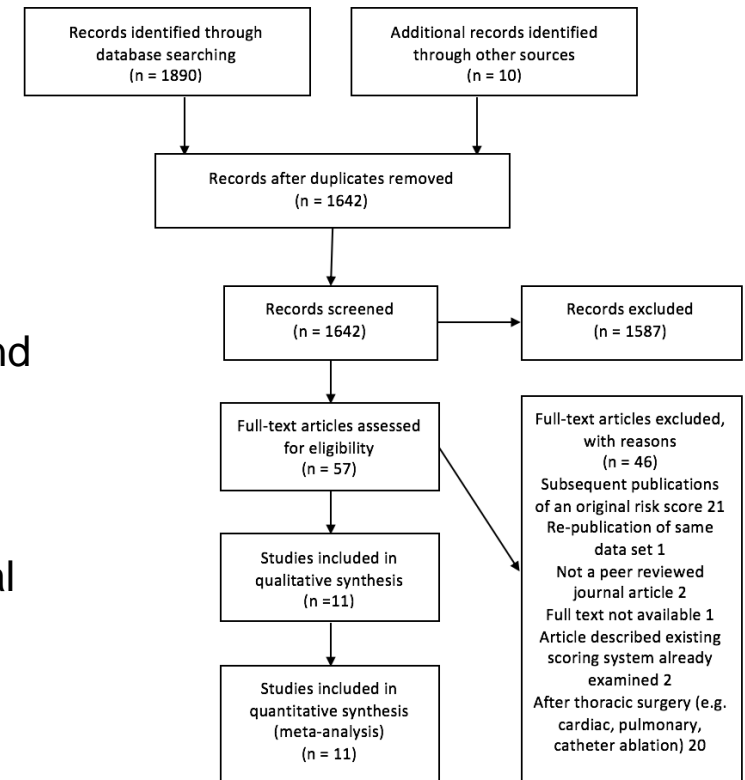 Records identified through
database searching
(n = 1890)
Additional records identified
through other sources
(n = 10)
Records after duplicates removed
(n = 1642)
Records screened
(n = 1642)
Records excluded
(n = 1587)
nd
Full-text articles assessed
for eligibility
(n = 57)
Full-text articles excluded,
with reasons
(n = 46)
Subsequent publications
of an original risk score 21
Re-publication of same
data set 1
Not a peer reviewed
journal article 2
Full text not available 1
Article described existing
scoring system already
examined 2
After thoracic surgery (e.g.
cardiac, pulmonary,
catheter ablation) 20
Studies included in
qualitative synthesis
(n =11)
al
Studies included in
quantitative synthesis
(meta-analysis)
(n = 11)